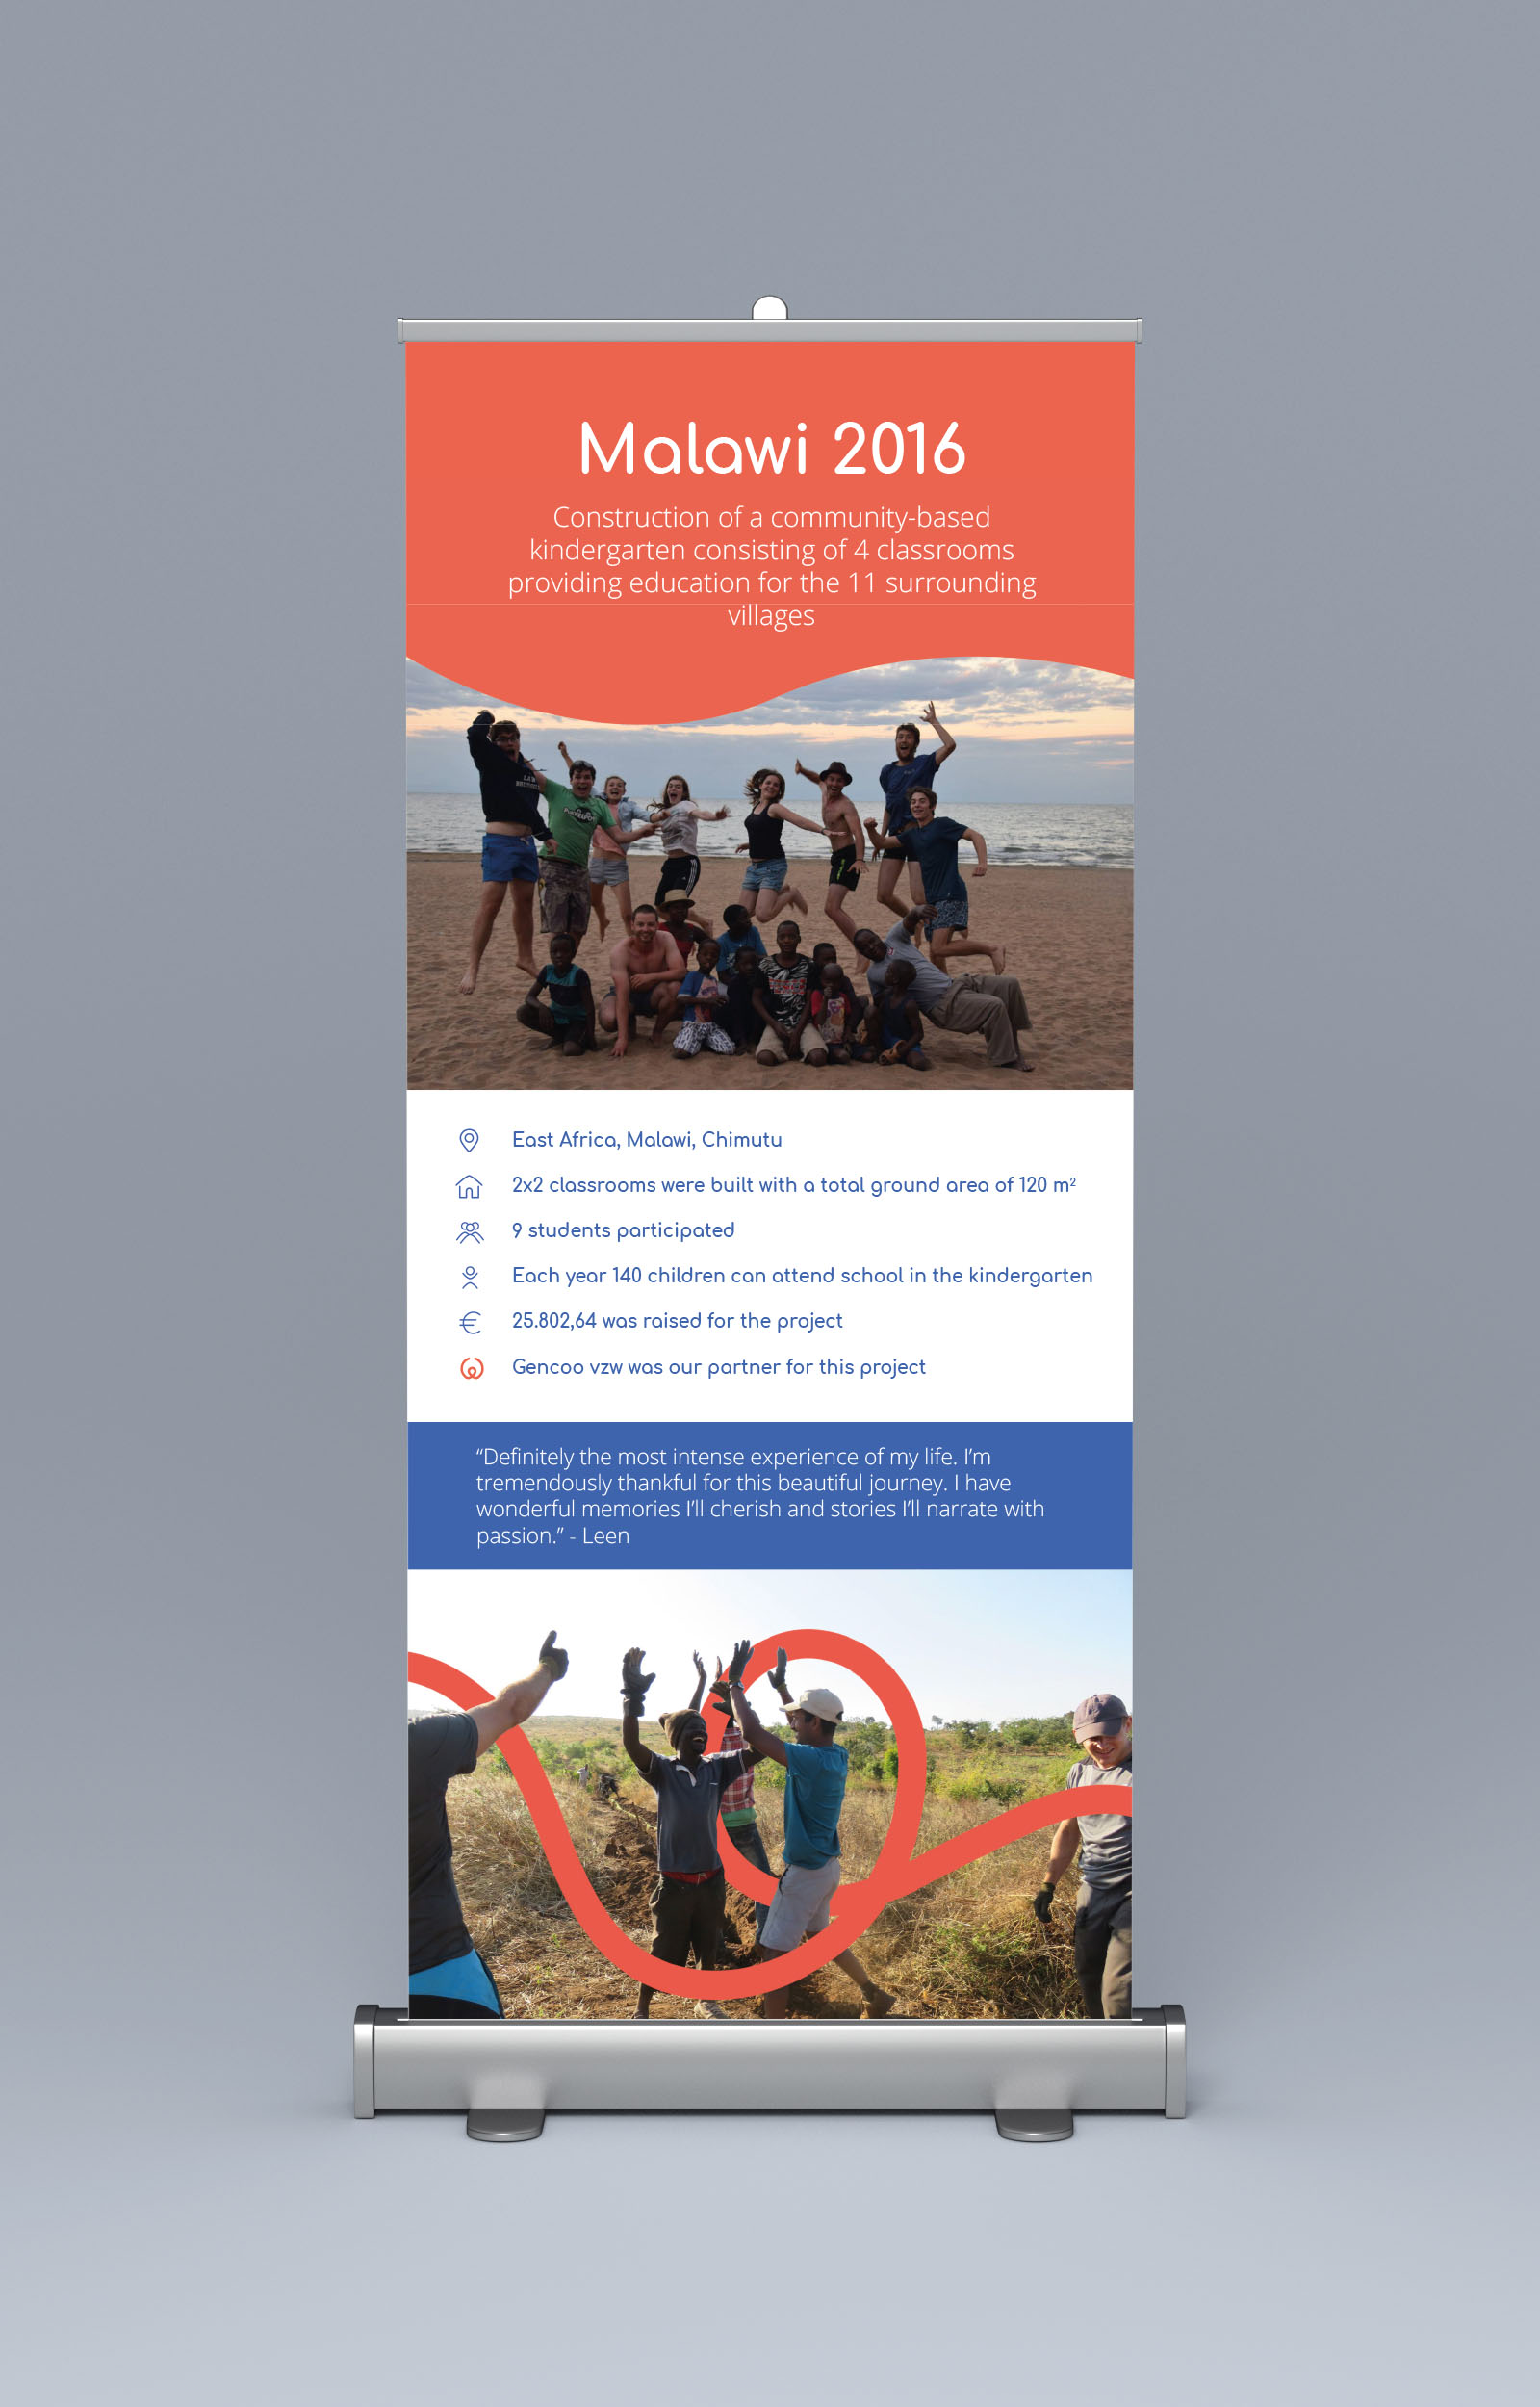 Malawi 2016
Construction of a community-based
kindergarten consisting of 4 classrooms
providing education for the 11 surrounding
villages
East Africa, Malawi, Chimutu
2x2 classrooms were built with a total ground area of 120 m²
9 students participated
Each year 140 children can attend school in the kindergarten
€ 25.802,64 was raised for the project
Gencoo vzw was our partner for this project
“Definitely the most intense experience of my life. I’m
tremendously thankful for this beautiful journey. I have
wonderful memories I’ll cherish and stories I’ll narrate with
passion.” - Leen